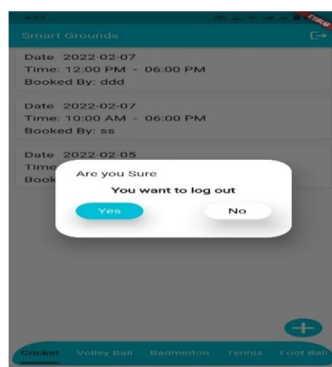 Smart Grounds
Date 2022-02-07
Time: 12:00 PM - 06:00 PM
Booked By: ddd
Date 2022-02-07
Time: 10:00 AM - 06:00 PM
Booked By: ss
Date 2022-02-05
Time
Book
Are you Sure
You want to log out
Yes No
Cricket Volley Ball Badminton Tennis Foot Ball